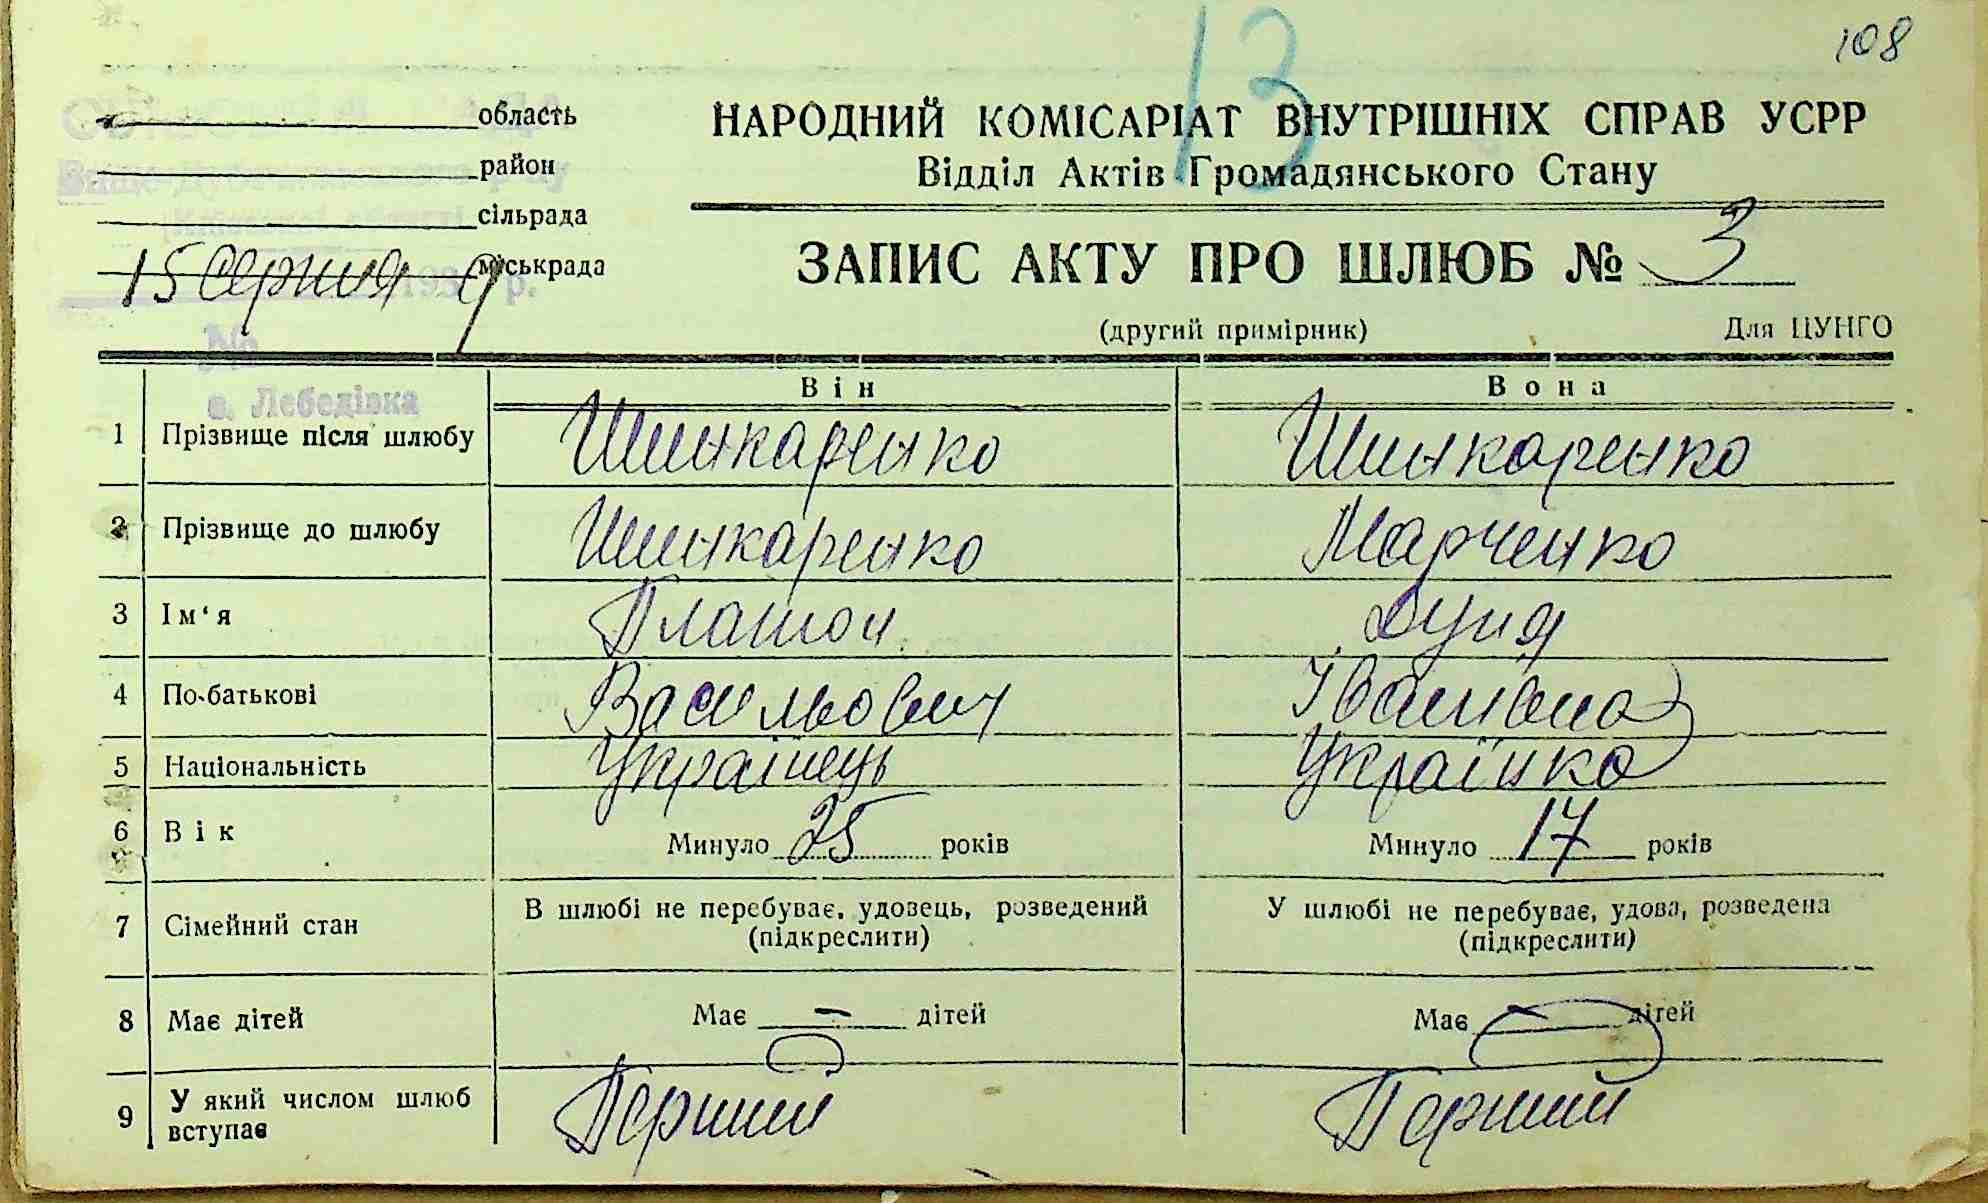 13
108
область
район
сільрада
міськрада
15 Серпня 193 р.
№
с. Лебедівка
НАРОДНИЙ КОМІСАРІАТ ВНУТРІШНІХ СПРАВ УСРР
Відділ Актів Громадянського Стану
ЗАПИС АКТУ ПРО ШЛЮБ № 3
(другий примірник) Для ЦУНГО
Він Вона
1 Прізвище після шлюбу Шинкаренко Шинкаренко
2 Прізвище до шлюбу Шинкаренко Марченко
3 Ім‘я Платон Дуня
4 По-батькові Васильович Іванівна
5 Національність Українець Українка
6 Вік Минуло 25 років Минуло 17 років
7 Сімейний стан В шлюбі не перебуває, удовець, розведений У шлюбі не перебуває, удова, розведена
(підкреслити) (підкреслити)
8 Має дітей Має — дітей Має — дітей
9 У який числом шлюб вступає Перший Перший